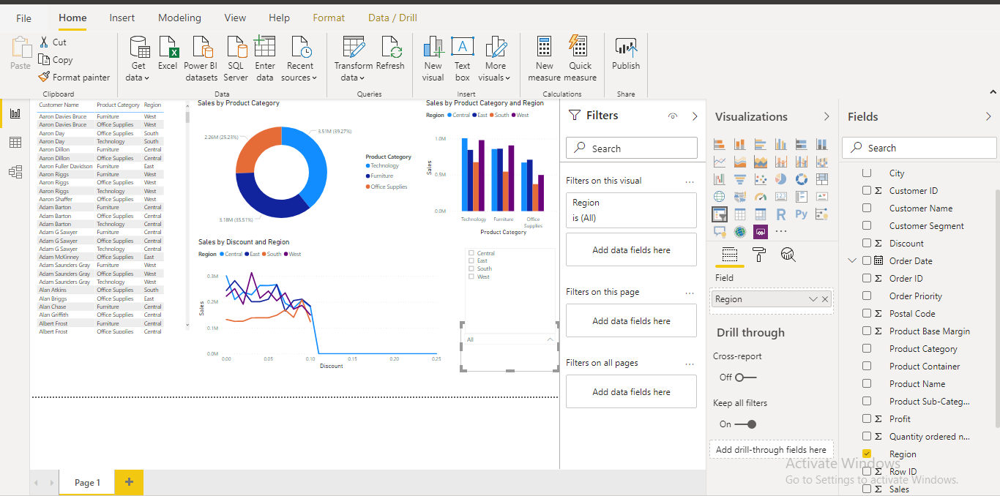 File Home Insert Modeling View Help Format Data / Drill
Paste
Cut
Copy
Format painter
Clipboard
Get data
Excel
Power BI datasets
SQL Server
Enter data
Recent sources
Data
Transform data
Refresh
Queries
New visual
Text box
More visuals
Insert
New measure
Quick measure
Calculations
Publish
Share
Customer Name Product Category Region
Aaron Davies Bruce Furniture West
Aaron Davies Bruce Office Supplies West
Aaron Day Office Supplies South
Aaron Day Technology South
Aaron Dillon Furniture Central
Aaron Dillon Office Supplies Central
Aaron Fuller Davidson Furniture East
Aaron Riggs Furniture West
Aaron Riggs Office Supplies West
Aaron Riggs Technology West
Aaron Shaffer Office Supplies West
Adam Barton Furniture Central
Adam Barton Office Supplies Central
Adam Barton Technology Central
Adam G Sawyer Furniture Central
Adam G Sawyer Office Supplies Central
Adam G Sawyer Technology Central
Adam McKinney Office Supplies East
Adam Saunders Gray Furniture West
Adam Saunders Gray Office Supplies West
Adam Saunders Gray Technology West
Alan Atkins Office Supplies South
Alan Briggs Office Supplies East
Alan Chase Furniture Central
Alan Griffith Office Supplies Central
Albert Frost Furniture Central
Albert Frost Office Supplies Central
Sales by Product Category
2.26M (25.23%)
3.51M (39.27%)
3.18M (35.51%)
Product Category
Technology
Furniture
Office Supplies
Sales by Product Category and Region
Region Central East South West
1.0M
0.5M
0.0M
Sales
Technology Furniture Office
Supplies
Product Category
Sales by Discount and Region
Region Central East South West
0.3M
0.2M
0.1M
0.0M
Sales
0.00 0.05 0.10 0.15 0.20 0.25
Discount
Central
East
South
West
All
Page 1
Filters
Search
Filters on this visual ...
Region
is (All)
Add data fields here
Filters on this page ...
Add data fields here
Filters on all pages ...
Add data fields here
Visualizations
123
R Py
...
Field
Region
Drill through
Cross-report
Off
Keep all filters
On
Add drill-through fields here
Fields
Search
City
Σ Customer ID
Customer Name
Customer Segment
Σ Discount
Order Date
Σ Order ID
Order Priority
Σ Postal Code
Σ Product Base Margin
Product Category
Product Container
Product Name
Product Sub-Categ...
Σ Profit
Σ Quantity ordered n...
Region
Σ Row ID
Σ Sales
Activate Windows
Go to Settings to activate Windows.